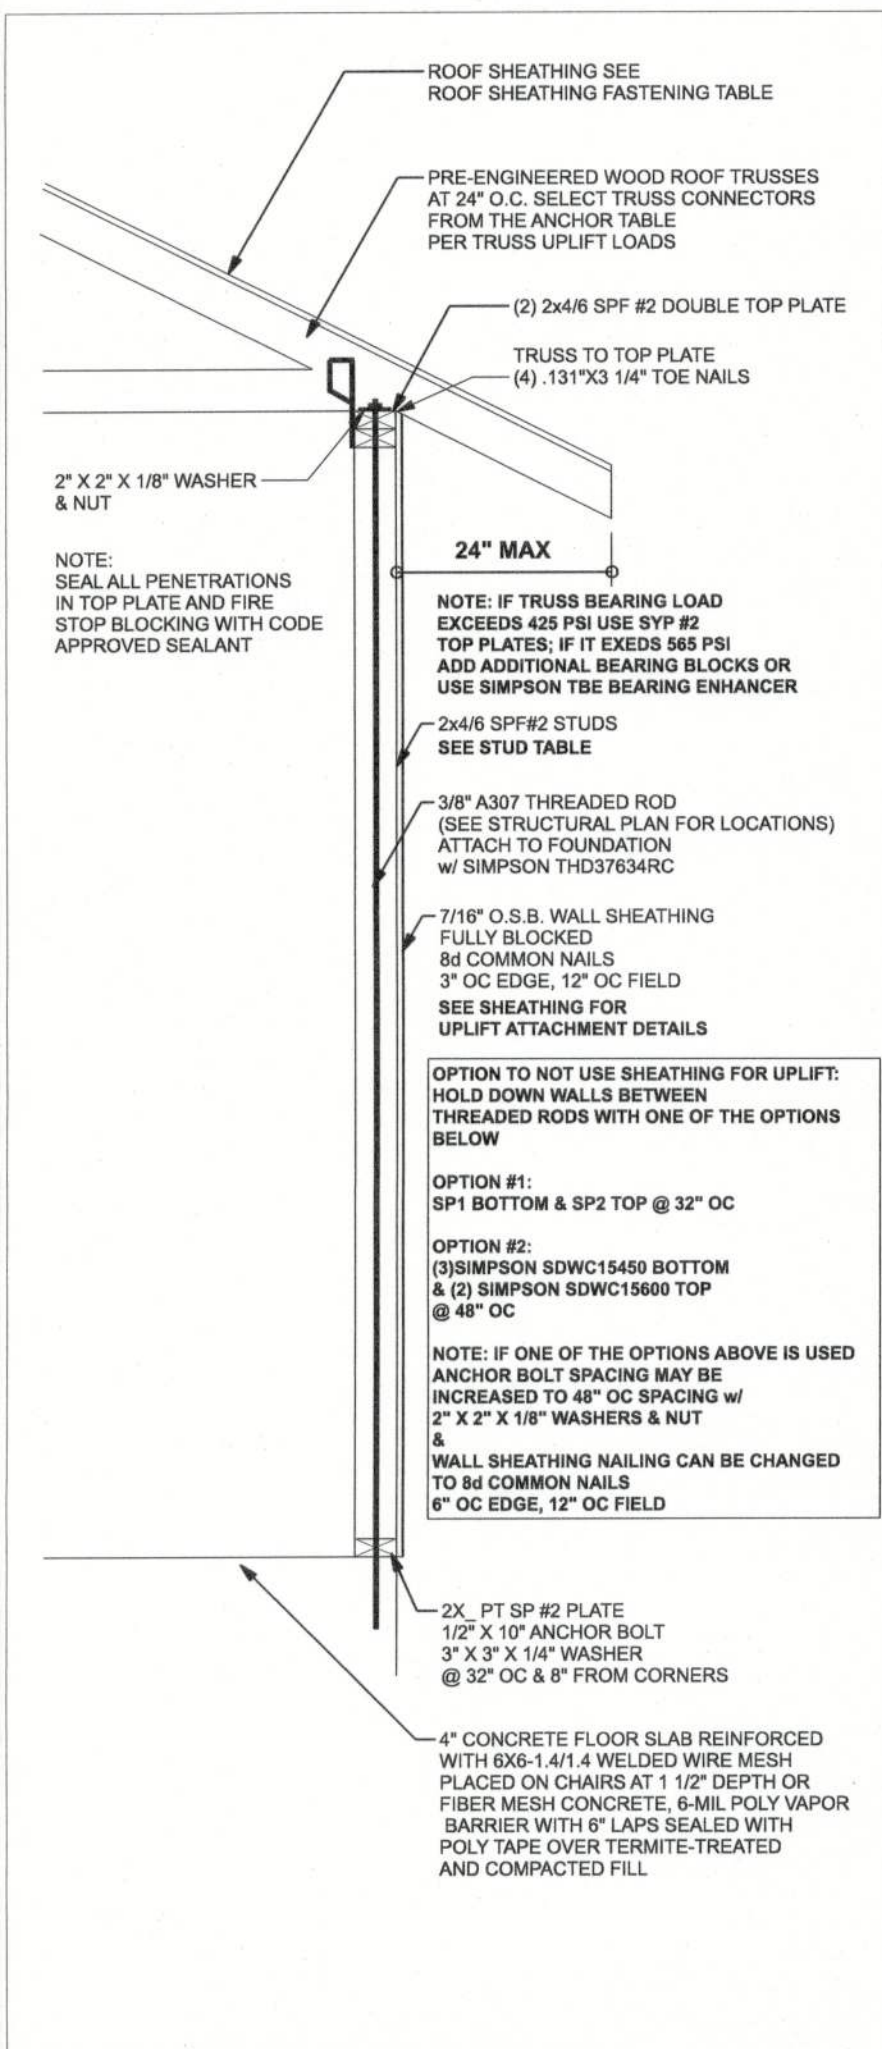 ROOF SHEATHING SEE
ROOF SHEATHING FASTENING TABLE
PRE-ENGINEERED WOOD ROOF TRUSSES
AT 24" O.C. SELECT TRUSS CONNECTORS
FROM THE ANCHOR TABLE
PER TRUSS UPLIFT LOADS
(2) 2x4/6 SPF #2 DOUBLE TOP PLATE
TRUSS TO TOP PLATE
(4) .131"X3 1/4" TOE NAILS
2" X 2" X 1/8" WASHER
& NUT
NOTE:
SEAL ALL PENETRATIONS
IN TOP PLATE AND FIRE
STOP BLOCKING WITH CODE
APPROVED SEALANT
24" MAX
NOTE: IF TRUSS BEARING LOAD
EXCEEDS 425 PSI USE SYP #2
TOP PLATES; IF IT EXEDS 565 PSI
ADD ADDITIONAL BEARING BLOCKS OR
USE SIMPSON TBE BEARING ENHANCER
2x4/6 SPF#2 STUDS
SEE STUD TABLE
3/8" A307 THREADED ROD
(SEE STRUCTURAL PLAN FOR LOCATIONS)
ATTACH TO FOUNDATION
w/ SIMPSON THD37634RC
7/16" O.S.B. WALL SHEATHING
FULLY BLOCKED
8d COMMON NAILS
3" OC EDGE, 12" OC FIELD
SEE SHEATHING FOR
UPLIFT ATTACHMENT DETAILS
OPTION TO NOT USE SHEATHING FOR UPLIFT:
HOLD DOWN WALLS BETWEEN
THREADED RODS WITH ONE OF THE OPTIONS
BELOW
OPTION #1:
SP1 BOTTOM & SP2 TOP @ 32" OC
OPTION #2:
(3)SIMPSON SDWC15450 BOTTOM
& (2) SIMPSON SDWC15600 TOP
@ 48" OC
NOTE: IF ONE OF THE OPTIONS ABOVE IS USED
ANCHOR BOLT SPACING MAY BE
INCREASED TO 48" OC SPACING w/
2" X 2" X 1/8" WASHERS & NUT
&
WALL SHEATHING NAILING CAN BE CHANGED
TO 8d COMMON NAILS
6" OC EDGE, 12" OC FIELD
2X_ PT SP #2 PLATE
1/2" X 10" ANCHOR BOLT
3" X 3" X 1/4" WASHER
@ 32" OC & 8" FROM CORNERS
4" CONCRETE FLOOR SLAB REINFORCED
WITH 6X6-1.4/1.4 WELDED WIRE MESH
PLACED ON CHAIRS AT 1 1/2" DEPTH OR
FIBER MESH CONCRETE, 6-MIL POLY VAPOR
BARRIER WITH 6" LAPS SEALED WITH
POLY TAPE OVER TERMITE-TREATED
AND COMPACTED FILL